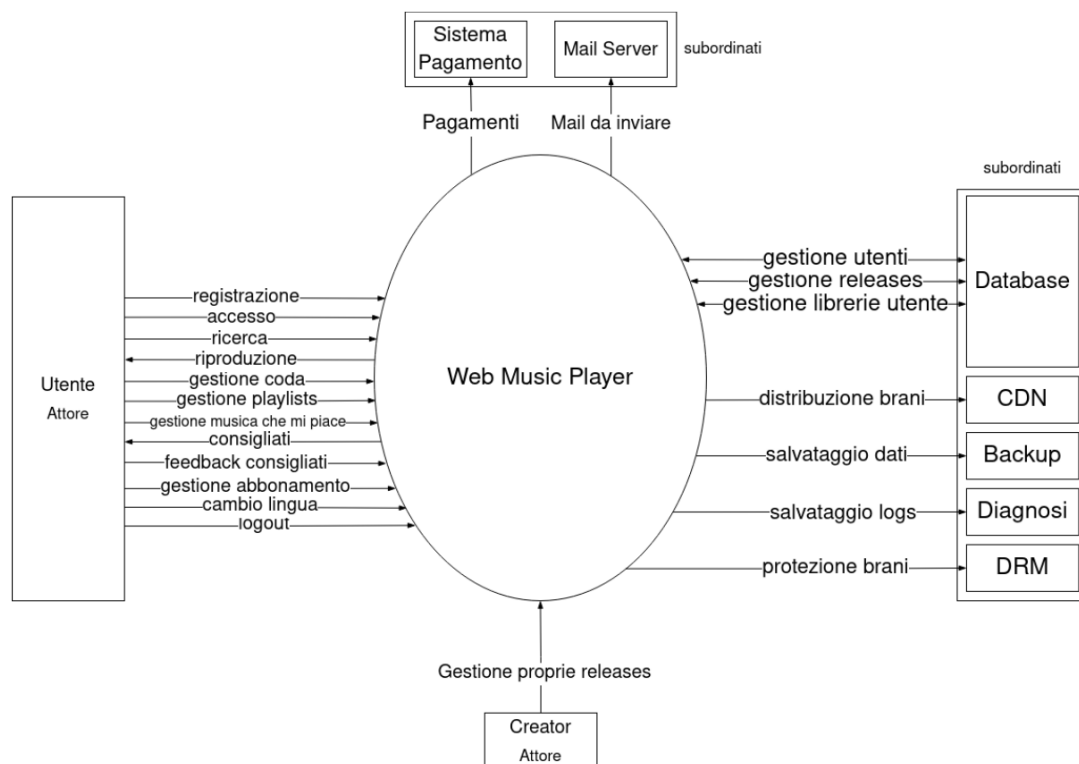 Sistema
Pagamento
Mail Server
subordinati
Pagamenti
Mail da inviare
Utente
Attore
registrazione
accesso
ricerca
riproduzione
gestione coda
gestione playlists
gestione musica che mi piace
consigliati
feedback consigliati
gestione abbonamento
cambio lingua
logout
Web Music Player
subordinati
gestione utenti
gestione releases
gestione librerie utente
Database
distribuzione brani
CDN
salvataggio dati
Backup
salvataggio logs
Diagnosi
protezione brani
DRM
Gestione proprie releases
Creator
Attore